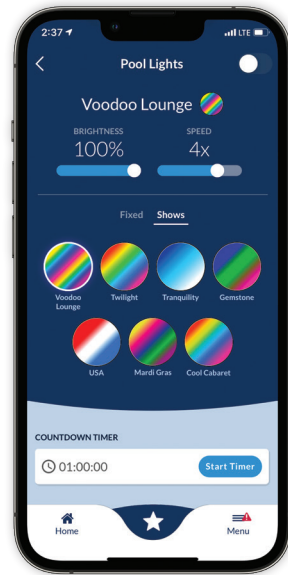 2:37
LTE
Pool Lights
Voodoo Lounge
BRIGHTNESS
SPEED
100%
4x
Fixed
Shows
Voodoo
Lounge
Twilight
Tranquility
Gemstone
USA
Mardi Gras
Cool Cabaret
COUNTDOWN TIMER
01:00:00
Start Timer
Home
Menu